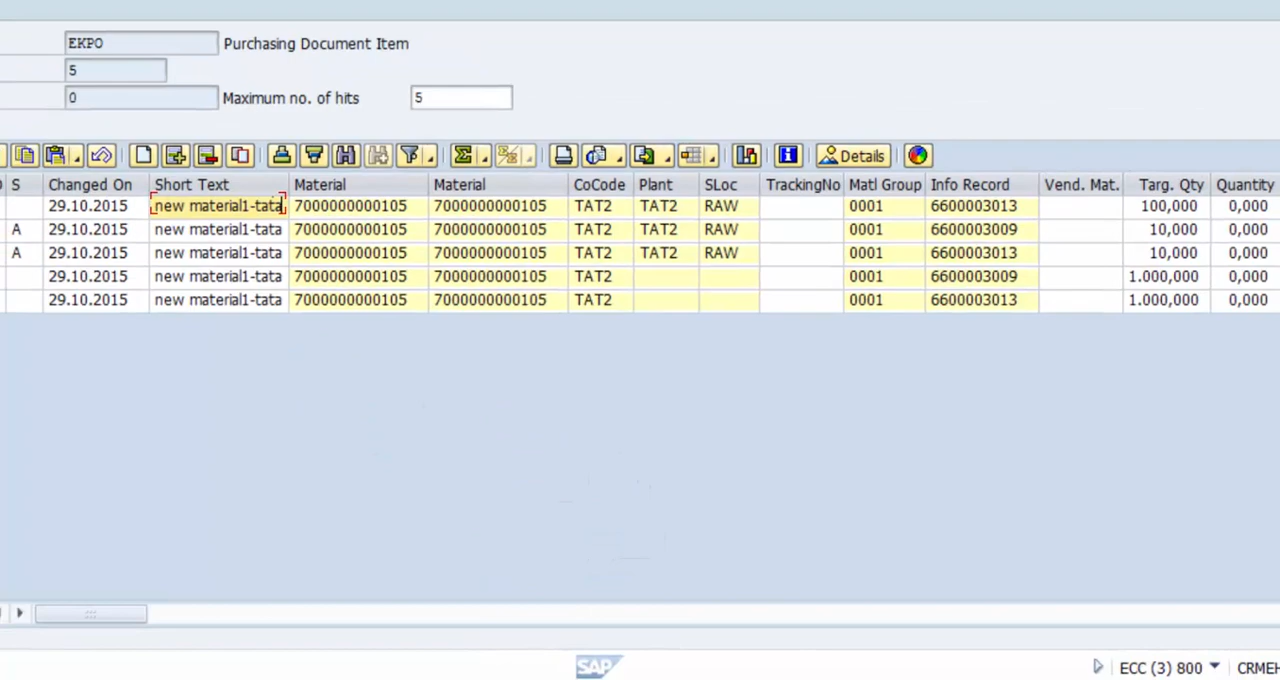 EKPO Purchasing Document Item
5
0 Maximum no. of hits 5
Details
S Changed On Short Text Material Material CoCode Plant SLoc TrackingNo Matl Group Info Record Vend. Mat. Targ. Qty Quantity
29.10.2015 new material1-tata 7000000000105 7000000000105 TAT2 TAT2 RAW 0001 6600003013 100,000 0,000
A 29.10.2015 new material1-tata 7000000000105 7000000000105 TAT2 TAT2 RAW 0001 6600003009 10,000 0,000
A 29.10.2015 new material1-tata 7000000000105 7000000000105 TAT2 TAT2 RAW 0001 6600003013 10,000 0,000
29.10.2015 new material1-tata 7000000000105 7000000000105 TAT2 0001 6600003009 1.000,000 0,000
29.10.2015 new material1-tata 7000000000105 7000000000105 TAT2 0001 6600003013 1.000,000 0,000
SAP ECC (3) 800 CRMEH